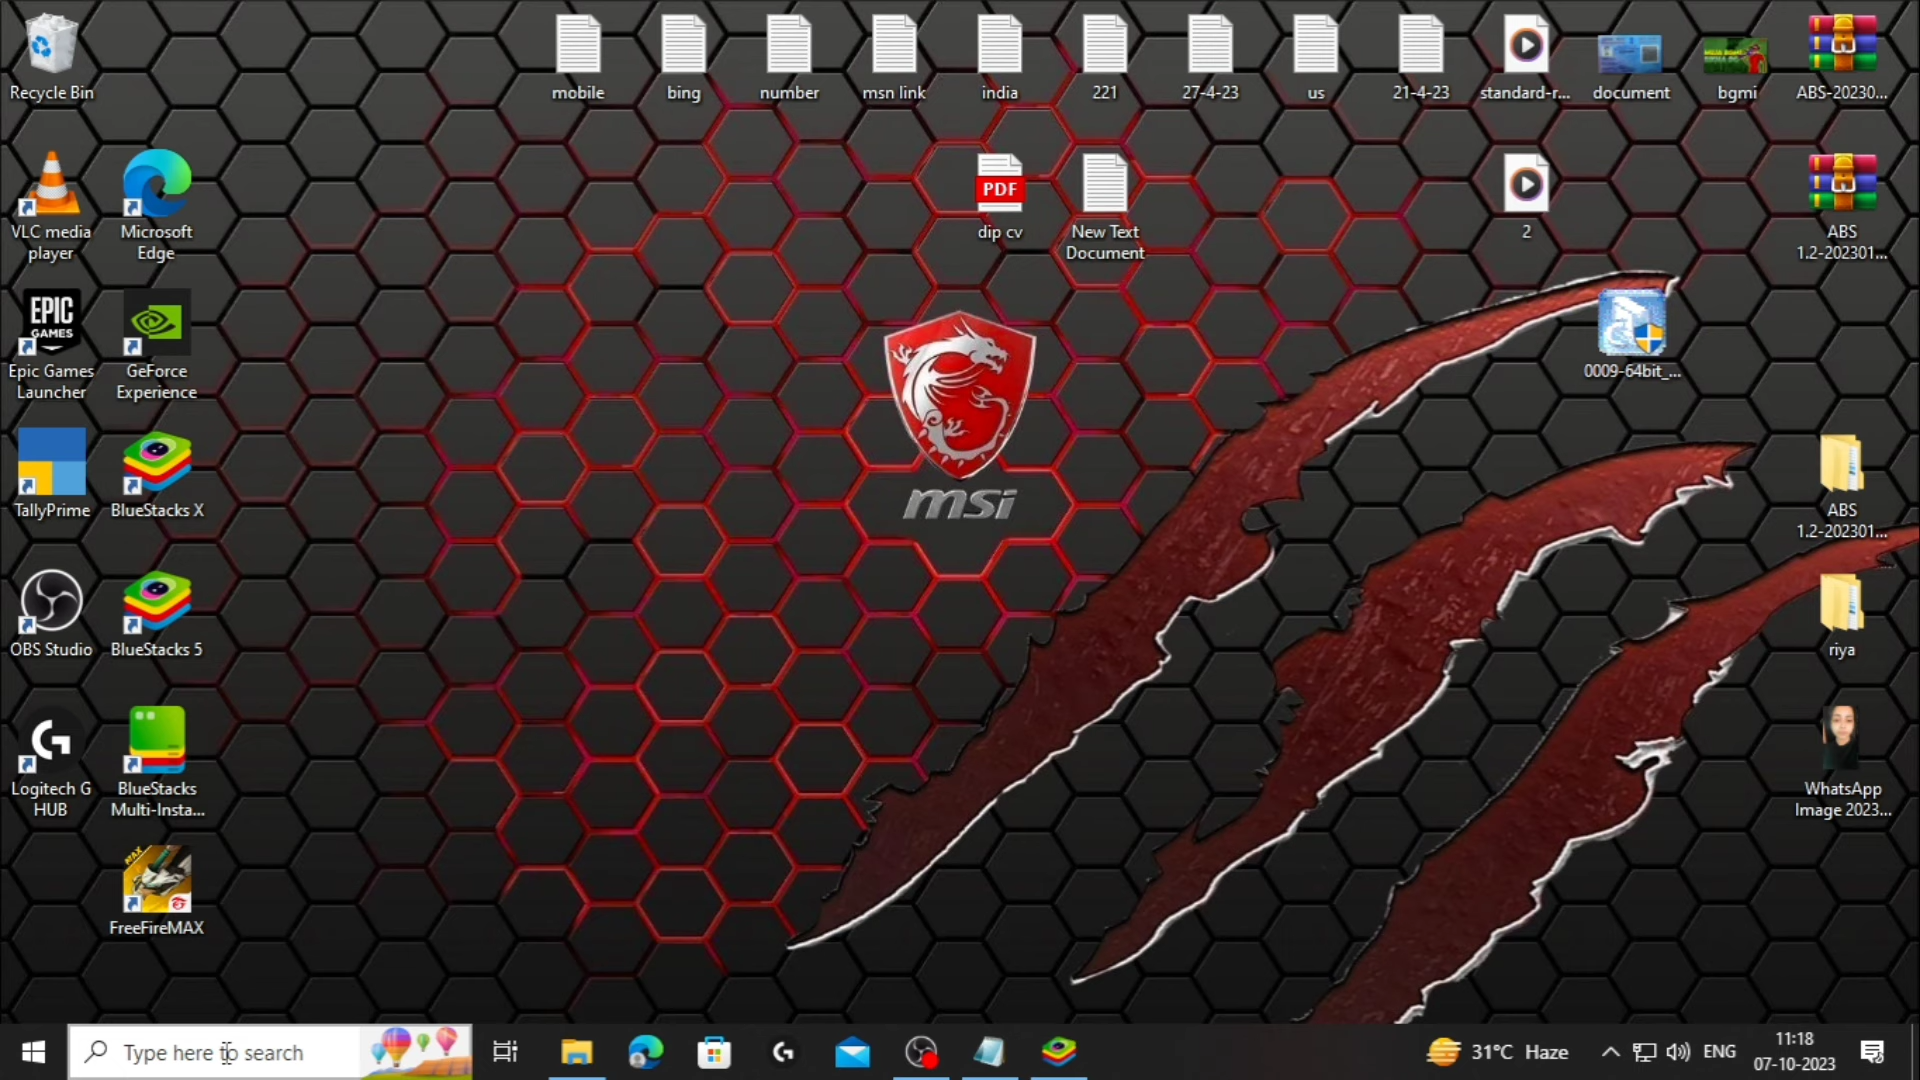 mobile
bing
number
msn link
india
221
27-4-23
us
21-4-23
standard-r...
document
bgmi
ABS-20230...
Recycle Bin
PDF
VLC media
player
Microsoft
Edge
dip cv
New Text
Document
2
ABS
1.2-202301...
EPIC
GAMES
Epic Games
Launcher
GeForce
Experience
0009-64bit_...
msi
TallyPrime
BlueStacks X
ABS
1.2-202301...
OBS Studio
BlueStacks 5
riya
Logitech G
HUB
BlueStacks
Multi-Insta...
WhatsApp
Image 2023...
MAX
FreeFireMAX
Type here to search
31°C Haze
ENG
11:18
07-10-2023